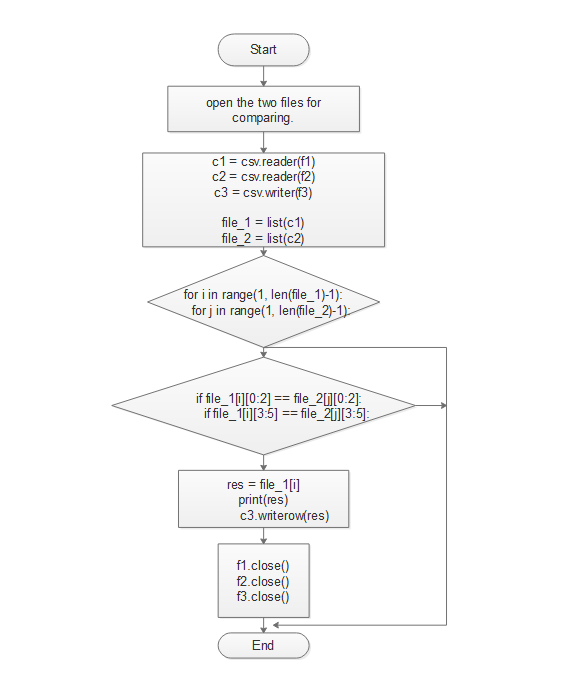 Start
open the two files for
comparing.
c1 = csv.reader(f1)
c2 = csv.reader(f2)
c3 = csv.writer(f3)
file_1 = list(c1)
file_2 = list(c2)
for i in range(1, len(file_1)-1):
for j in range(1, len(file_2)-1):
if file_1[i][0:2] == file_2[j][0:2]:
if file_1[i][3:5] == file_2[j][3:5]:
res = file_1[i]
print(res)
c3.writerow(res)
f1.close()
f2.close()
f3.close()
End